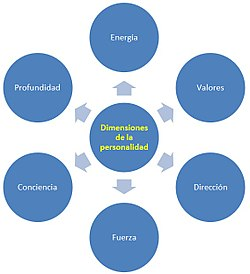 Energía
Profundidad
Valores
Dimensiones
de la
personalidad
Conciencia
Dirección
Fuerza